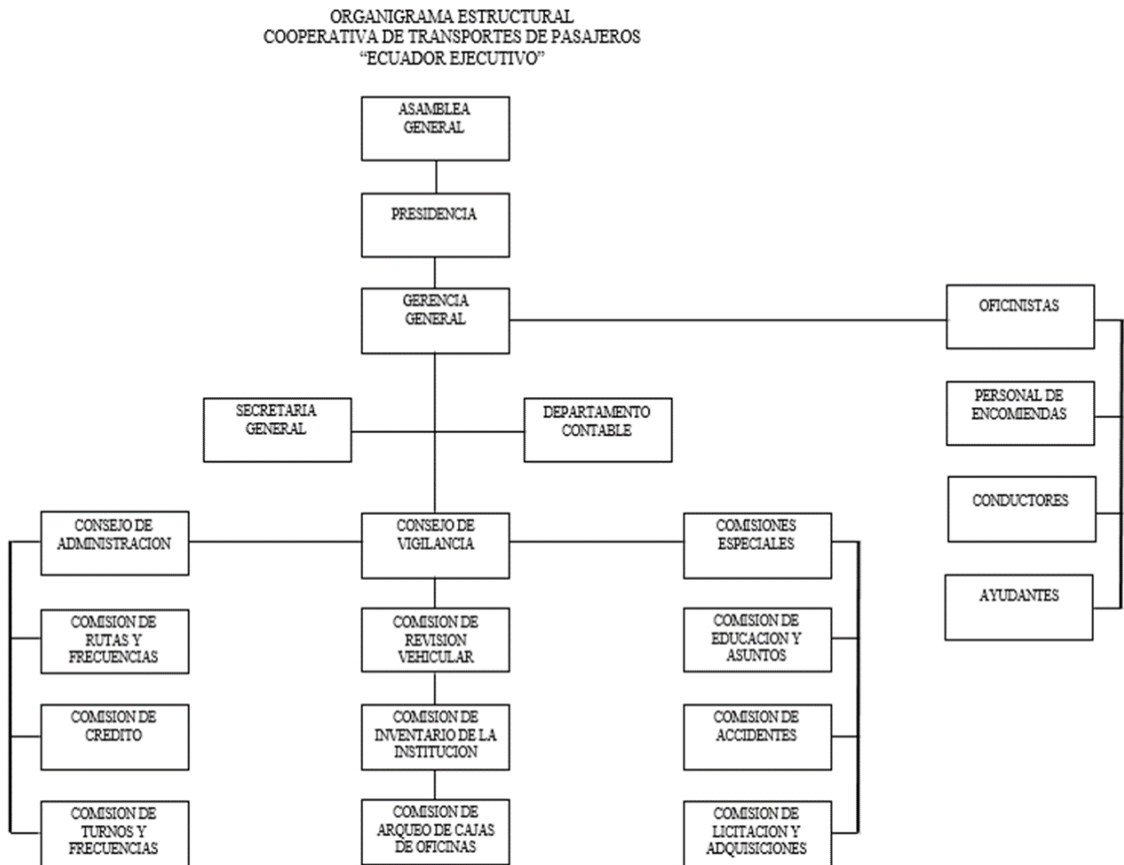 ORGANIGRAMA ESTRUCTURAL
COOPERATIVA DE TRANSPORTES DE PASAJEROS
“ECUADOR EJECUTIVO”
ASAMBLEA
GENERAL
PRESIDENCIA
GERENCIA
GENERAL
OFICINISTAS
PERSONAL DE
ENCOMIENDAS
CONDUCTORES
AYUDANTES
SECRETARIA
GENERAL
DEPARTAMENTO
CONTABLE
CONSEJO DE
ADMINISTRACION
COMISION DE
RUTAS Y
FRECUENCIAS
COMISION DE
CREDITO
COMISION DE
TURNOS Y
FRECUENCIAS
CONSEJO DE
VIGILANCIA
COMISION DE
REVISION
VEHICULAR
COMISION DE
INVENTARIO DE LA
INSTITUCION
COMISION DE
ARQUEO DE CAJAS
DE OFICINAS
COMISIONES
ESPECIALES
COMISION DE
EDUCACION Y
ASUNTOS
COMISION DE
ACCIDENTES
COMISION DE
LICITACION Y
ADQUISICIONES